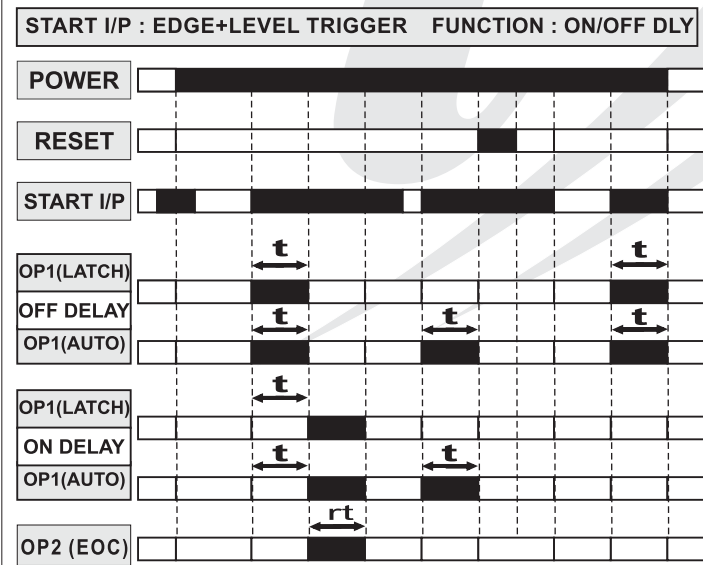 START I/P : EDGE+LEVEL TRIGGER FUNCTION : ON/OFF DLY
POWER
RESET
START I/P
t t
OP1(LATCH)
OFF DELAY
t t t
OP1(AUTO)
t
OP1(LATCH)
ON DELAY
t t
OP1(AUTO)
rt
OP2 (EOC)